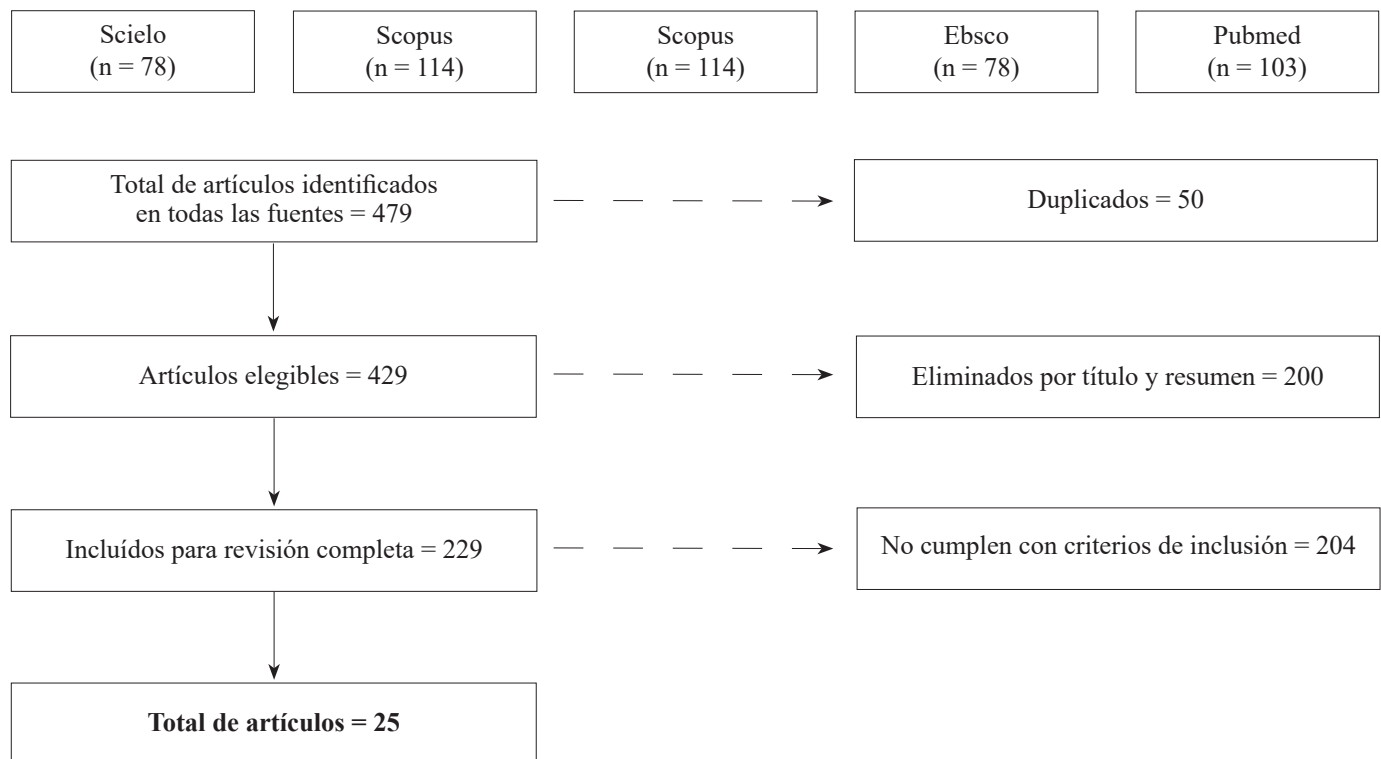 Scielo
(n = 78)
Scopus
(n = 114)
Scopus
(n = 114)
Ebsco
(n = 78)
Pubmed
(n = 103)
Total de artículos identificados
en todas las fuentes = 479
Duplicados = 50
Artículos elegibles = 429
Eliminados por título y resumen = 200
Incluídos para revisión completa = 229
No cumplen con criterios de inclusión = 204
Total de artículos = 25